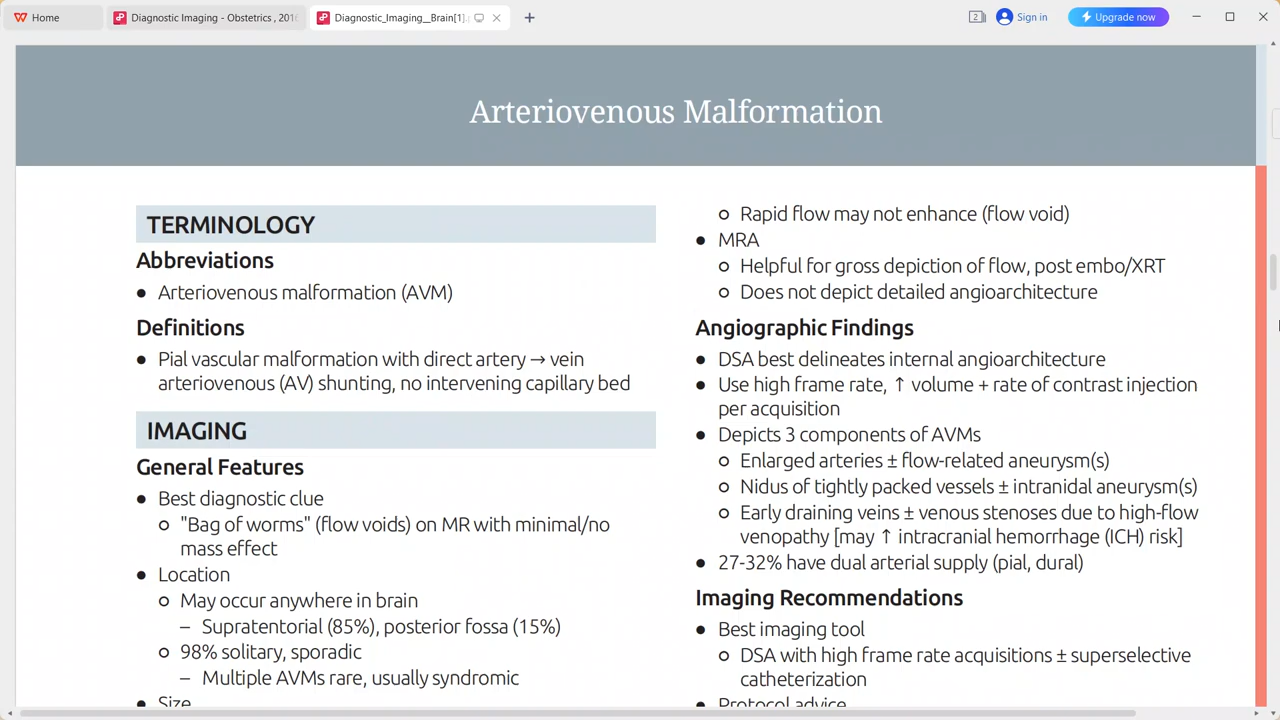 Home
Diagnostic Imaging - Obstetrics , 2016
Diagnostic_Imaging__Brain[1].
2
Sign in
Upgrade now
Arteriovenous Malformation
TERMINOLOGY
Abbreviations
● Arteriovenous malformation (AVM)
Definitions
● Pial vascular malformation with direct artery → vein
arteriovenous (AV) shunting, no intervening capillary bed
IMAGING
General Features
● Best diagnostic clue
○ "Bag of worms" (flow voids) on MR with minimal/no
mass effect
● Location
○ May occur anywhere in brain
– Supratentorial (85%), posterior fossa (15%)
○ 98% solitary, sporadic
– Multiple AVMs rare, usually syndromic
● Size
○ Rapid flow may not enhance (flow void)
● MRA
○ Helpful for gross depiction of flow, post embo/XRT
○ Does not depict detailed angioarchitecture
Angiographic Findings
● DSA best delineates internal angioarchitecture
● Use high frame rate, ↑ volume + rate of contrast injection
per acquisition
● Depicts 3 components of AVMs
○ Enlarged arteries ± flow-related aneurysm(s)
○ Nidus of tightly packed vessels ± intranidal aneurysm(s)
○ Early draining veins ± venous stenoses due to high-flow
venopathy [may ↑ intracranial hemorrhage (ICH) risk]
● 27-32% have dual arterial supply (pial, dural)
Imaging Recommendations
● Best imaging tool
○ DSA with high frame rate acquisitions ± superselective
catheterization
● Protocol advice